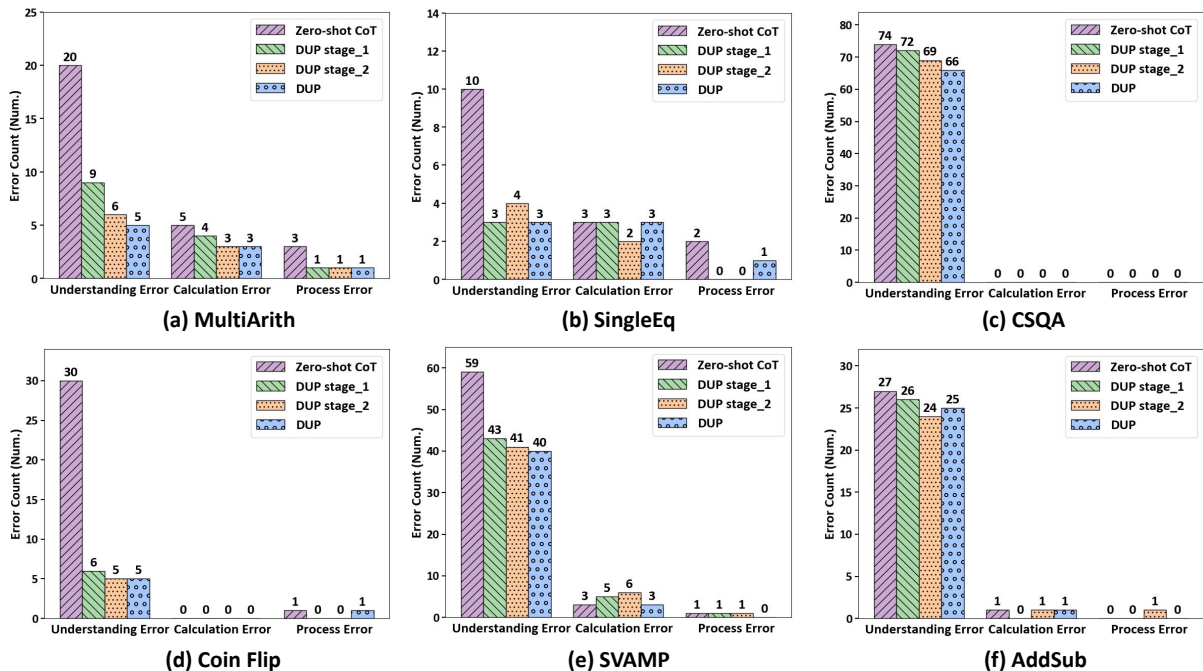 25
20
15
10
5
0
Error Count (Num.)
Zero-shot CoT
DUP stage_1
DUP stage_2
DUP
20
9
6
5
5
4
3
3
3
1
1
1
Understanding Error
Calculation Error
Process Error
(a) MultiArith
14
12
10
8
6
4
2
0
Error Count (Num.)
Zero-shot CoT
DUP stage_1
DUP stage_2
DUP
10
3
4
3
3
3
2
3
2
0
0
1
Understanding Error
Calculation Error
Process Error
(b) SingleEq
80
70
60
50
40
30
20
10
0
Error Count (Num.)
Zero-shot CoT
DUP stage_1
DUP stage_2
DUP
74
72
69
66
0
0
0
0
0
0
0
0
Understanding Error
Calculation Error
Process Error
(c) CSQA
30
25
20
15
10
5
0
Error Count (Num.)
Zero-shot CoT
DUP stage_1
DUP stage_2
DUP
30
6
5
5
0
0
0
0
1
0
0
1
Understanding Error
Calculation Error
Process Error
(d) Coin Flip
60
50
40
30
20
10
0
Error Count (Num.)
Zero-shot CoT
DUP stage_1
DUP stage_2
DUP
59
43
41
40
3
5
6
3
1
1
1
0
Understanding Error
Calculation Error
Process Error
(e) SVAMP
30
25
20
15
10
5
0
Error Count (Num.)
Zero-shot CoT
DUP stage_1
DUP stage_2
DUP
27
26
24
25
1
0
1
1
0
0
1
0
Understanding Error
Calculation Error
Process Error
(f) AddSub